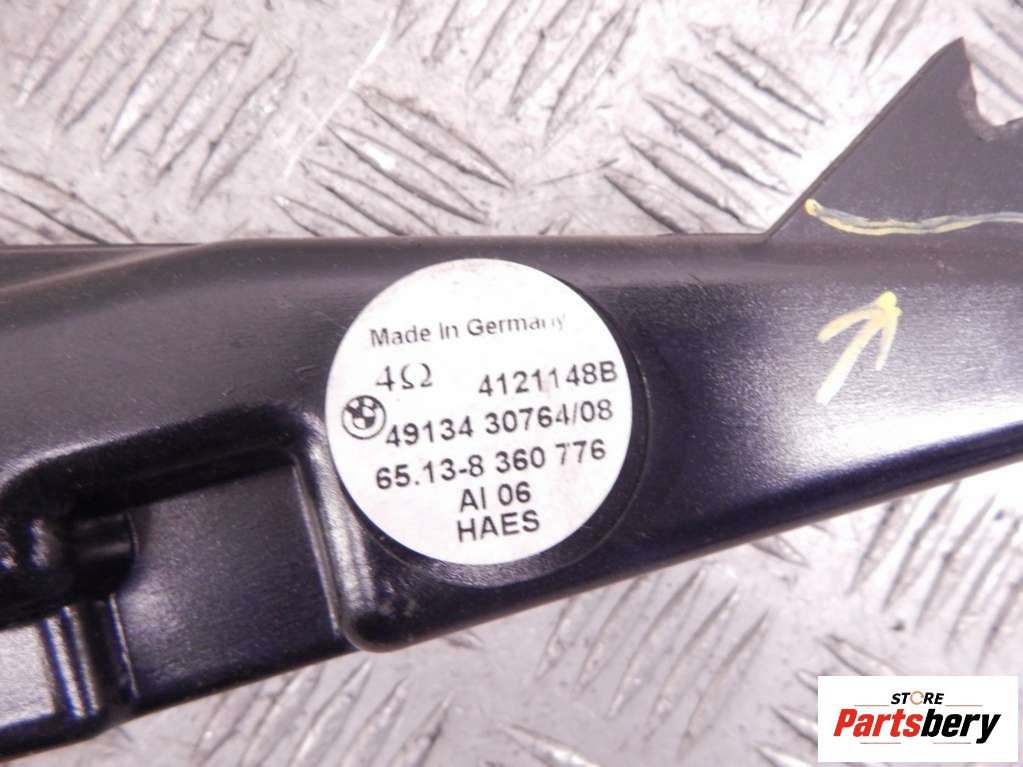 Made In Germany
4Ω 4121148B
49134 30764/08
65.13-8 360 776
AI 06
HAES
STORE
Partsbery